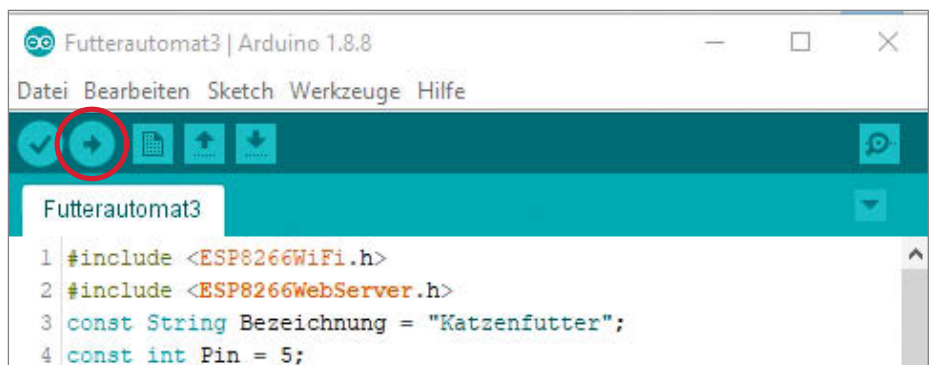 Futterautomat3 | Arduino 1.8.8
Datei Bearbeiten Sketch Werkzeuge Hilfe
Futterautomat3
1 #include <ESP8266WiFi.h>
2 #include <ESP8266WebServer.h>
3 const String Bezeichnung = "Katzenfutter";
4 const int Pin = 5;